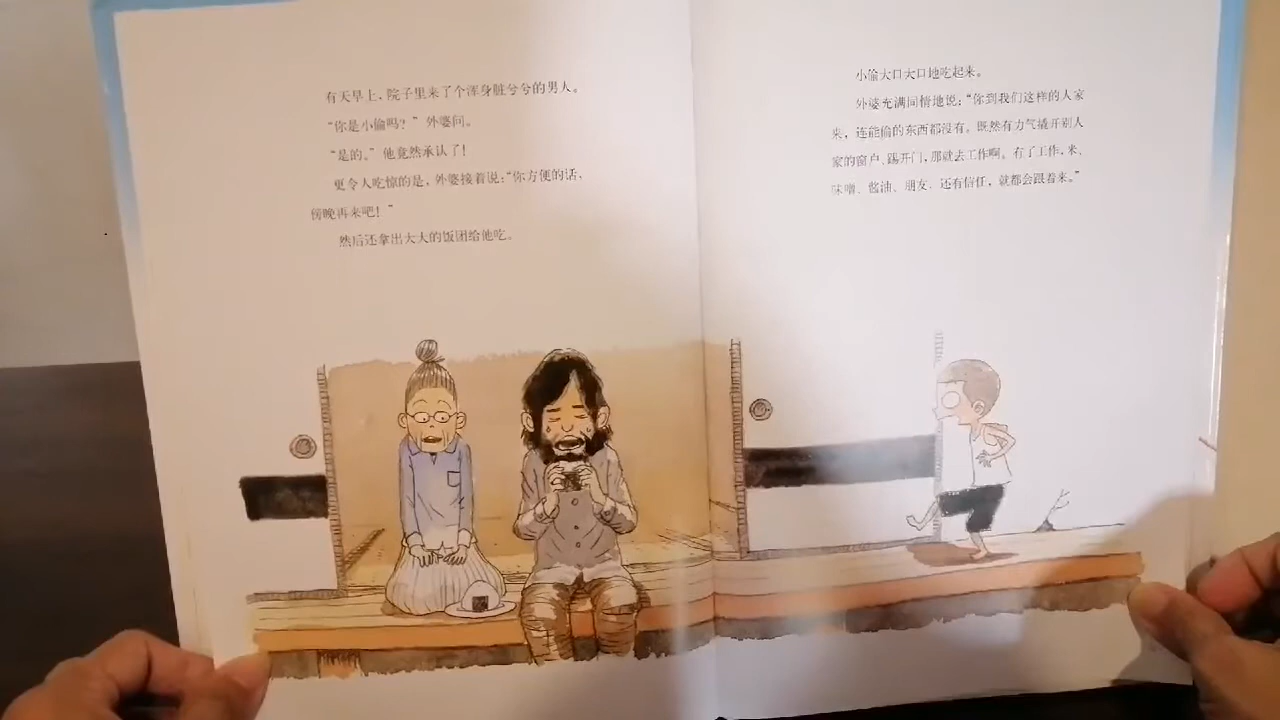 有天早上，院子里来了个浑身脏兮兮的男人。
“你是小偷吗？”外婆问。
“是的。”他竟然承认了！
更令人吃惊的是，外婆接着说：“你方便的话，
傍晚再来吧！”
然后还拿出大大的饭团给他吃。
小偷大口大口地吃起来。
外婆充满同情地说：“你到我们这样的人家
来，连能偷的东西都没有。既然有力气撬开别人
家的窗户、踢开门，那就去工作啊。有了工作，米、
味噌、酱油、朋友，还有信任，就都会跟着来。”